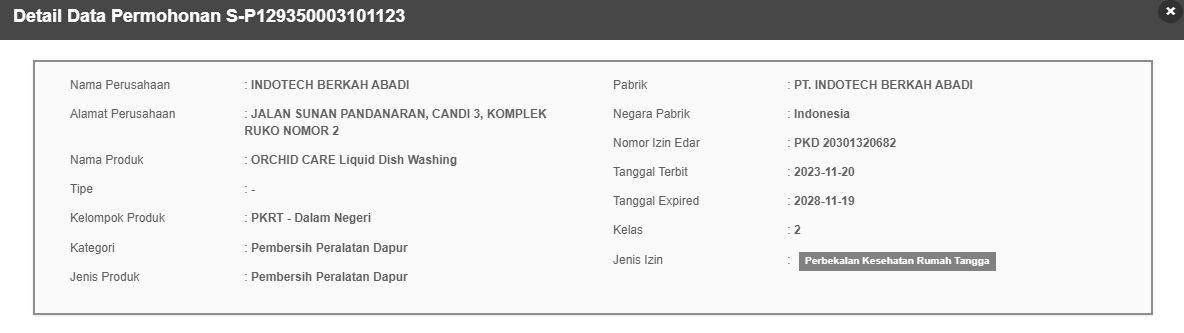 Detail Data Permohonan S-P129350003101123
Nama Perusahaan : INDOTECH BERKAH ABADI
Alamat Perusahaan : JALAN SUNAN PANDANARAN, CANDI 3, KOMPLEK
RUKO NOMOR 2
Nama Produk : ORCHID CARE Liquid Dish Washing
Tipe : -
Kelompok Produk : PKRT - Dalam Negeri
Kategori : Pembersih Peralatan Dapur
Jenis Produk : Pembersih Peralatan Dapur
Pabrik : PT. INDOTECH BERKAH ABADI
Negara Pabrik : Indonesia
Nomor Izin Edar : PKD 20301320682
Tanggal Terbit : 2023-11-20
Tanggal Expired : 2028-11-19
Kelas : 2
Jenis Izin : Perbekalan Kesehatan Rumah Tangga